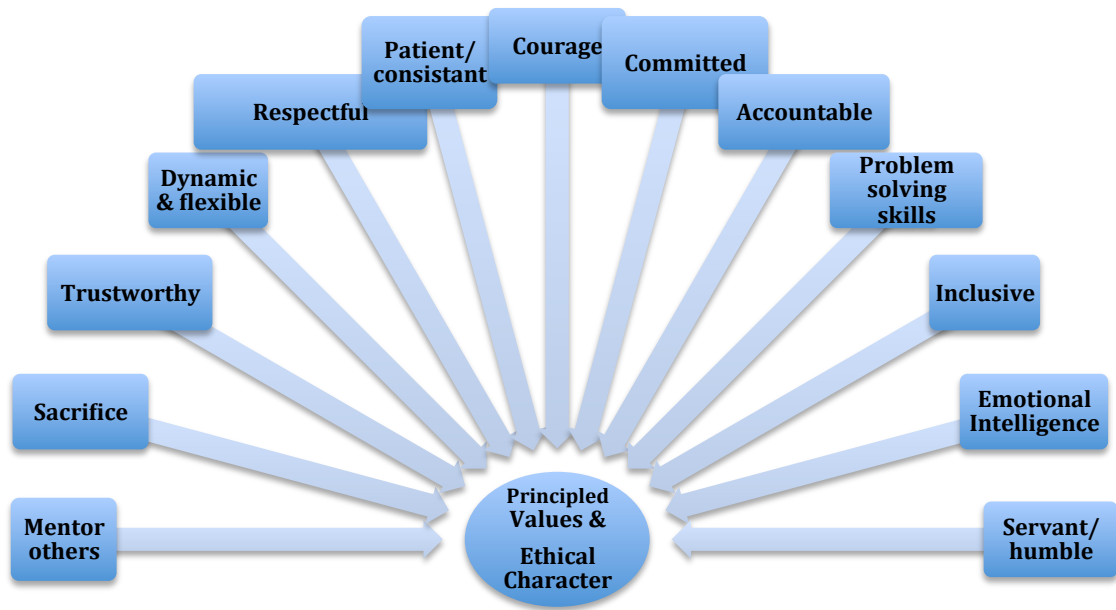 Mentor
others
Sacrifice
Trustworthy
Dynamic
& flexible
Respectful
Patient/
consistant
Courage
Committed
Accountable
Problem
solving
skills
Inclusive
Emotional
Intelligence
Servant/
humble
Principled
Values &
Ethical
Character